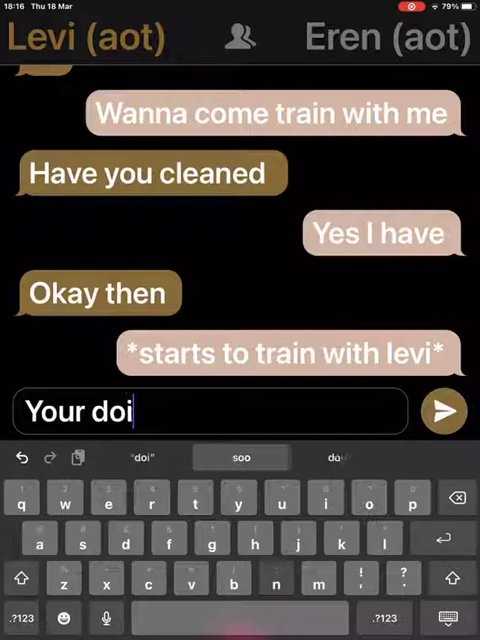 18:16 Thu 18 Mar 79%
Levi (aot) Eren (aot)
Wanna come train with me
Have you cleaned
Yes I have
Okay then
*starts to train with levi*
Your doi
"doi" soo
q w e r t y u i o p
a s d f g h j k l
z x c v b n m ! ?
.?123 .?123